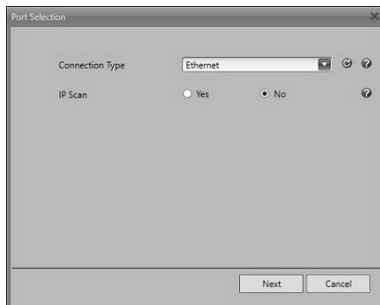 Port Selection
Connection Type Ethernet
IP Scan Yes No
Next Cancel